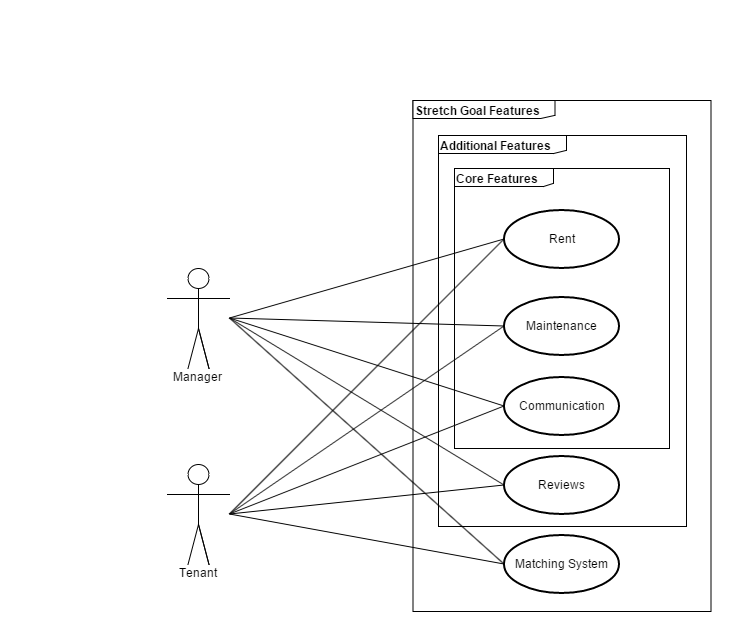 Stretch Goal Features
Additional Features
Core Features
Rent
Maintenance
Manager
Communication
Reviews
Matching System
Tenant